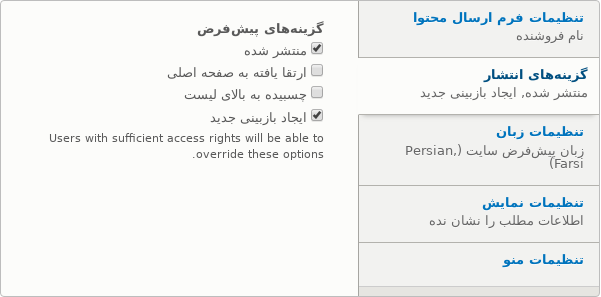 تنظیمات فرم ارسال محتوا
نام فروشنده
گزینه‌های انتشار
منتشر شده, ایجاد بازبینی جدید
تنظیمات زبان
زبان پیش‌فرض سایت (Persian,
Farsi)
تنظیمات نمایش
اطلاعات مطلب را نشان نده
تنظیمات منو
گزینه‌های پیش‌فرض
منتشر شده
ارتقا یافته به صفحه اصلی
چسبیده به بالای لیست
ایجاد بازبینی جدید
Users with sufficient access rights will be able to
override these options.